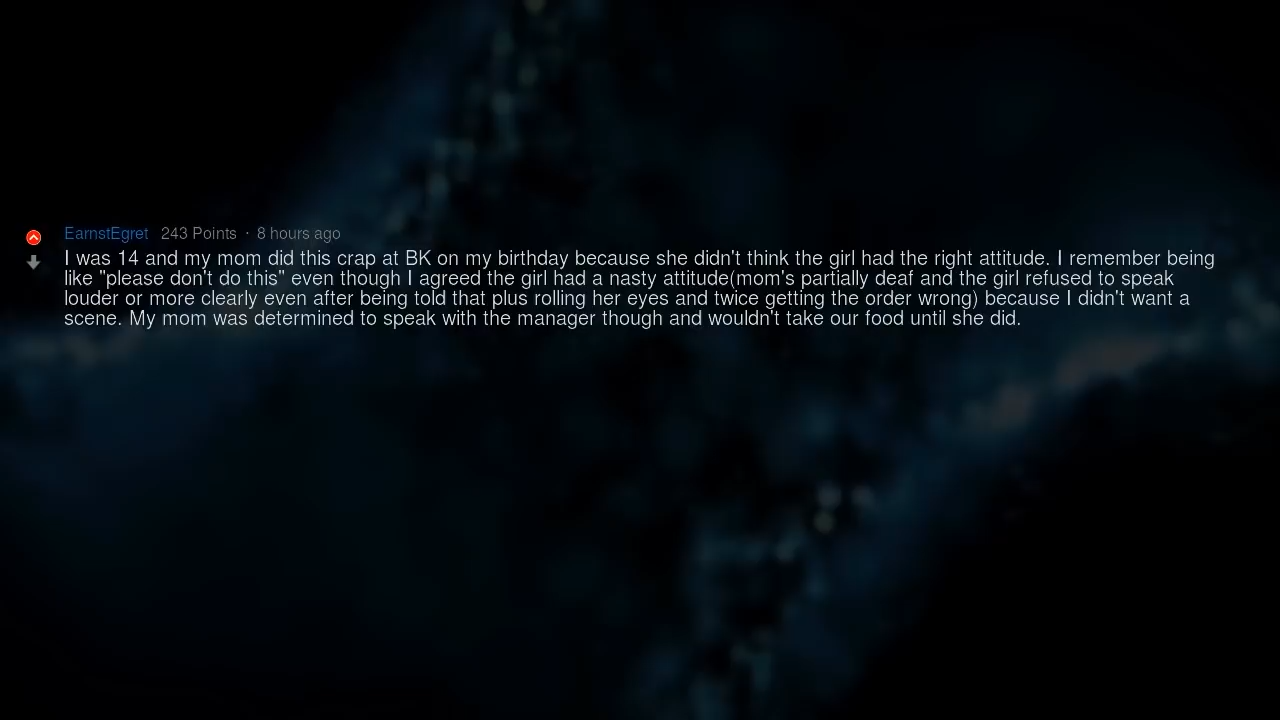 EarnstEgret 243 Points · 8 hours ago
I was 14 and my mom did this crap at BK on my birthday because she didn't think the girl had the right attitude. I remember being
like "please don't do this" even though I agreed the girl had a nasty attitude(mom's partially deaf and the girl refused to speak
louder or more clearly even after being told that plus rolling her eyes and twice getting the order wrong) because I didn't want a
scene. My mom was determined to speak with the manager though and wouldn't take our food until she did.